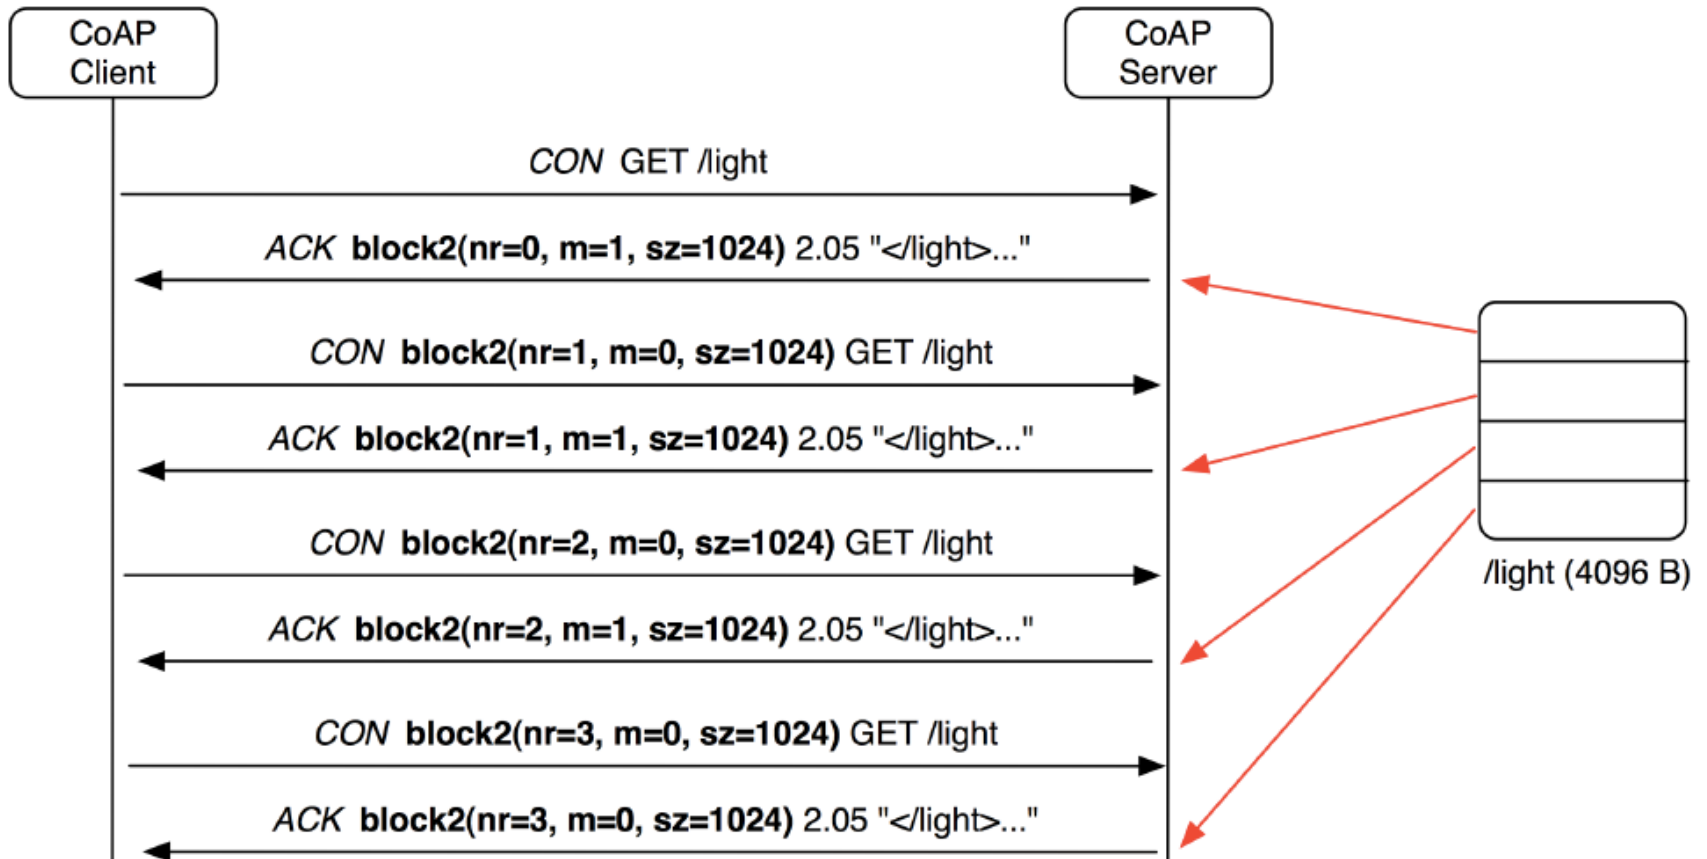 CoAP
Client
CoAP
Server
CON GET /light
ACK block2(nr=0, m=1, sz=1024) 2.05 "</light>..."
CON block2(nr=1, m=0, sz=1024) GET /light
ACK block2(nr=1, m=1, sz=1024) 2.05 "</light>..."
CON block2(nr=2, m=0, sz=1024) GET /light
/light (4096 B)
ACK block2(nr=2, m=1, sz=1024) 2.05 "</light>..."
CON block2(nr=3, m=0, sz=1024) GET /light
ACK block2(nr=3, m=0, sz=1024) 2.05 "</light>..."